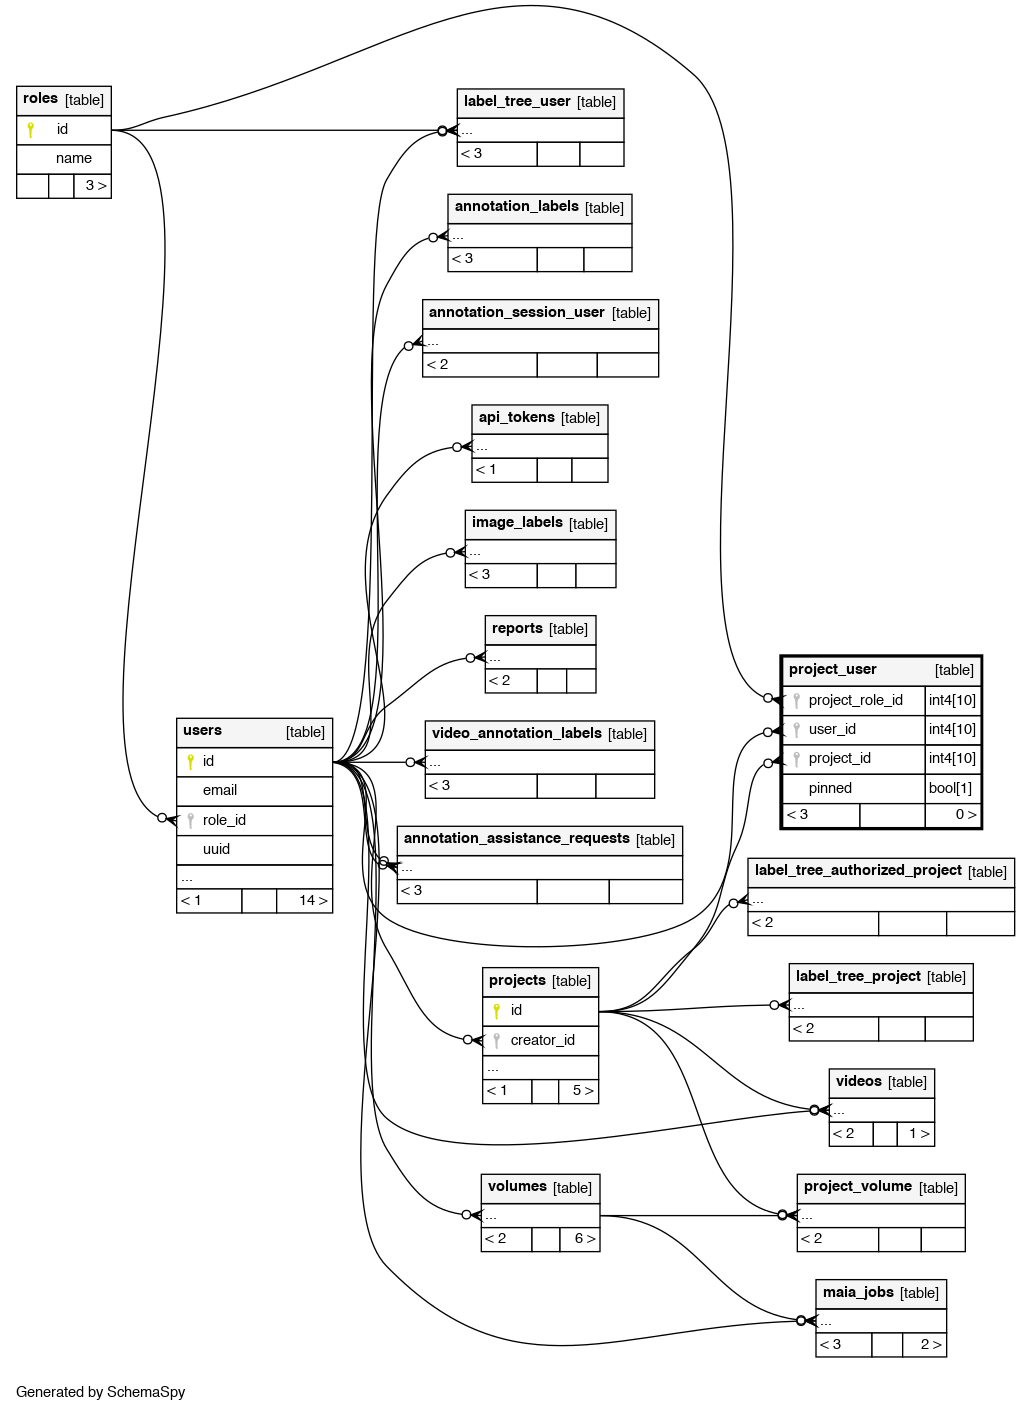 roles [table]
id
name
3 >
label_tree_user [table]
...
< 3
annotation_labels [table]
...
< 3
annotation_session_user [table]
...
< 2
api_tokens [table]
...
< 1
image_labels [table]
...
< 3
reports [table]
...
< 2
users [table]
id
email
role_id
uuid
...
< 1 14 >
video_annotation_labels [table]
...
< 3
annotation_assistance_requests [table]
...
< 3
project_user [table]
project_role_id int4[10]
user_id int4[10]
project_id int4[10]
pinned bool[1]
< 3 0 >
label_tree_authorized_project [table]
...
< 2
projects [table]
id
creator_id
...
< 1 5 >
label_tree_project [table]
...
< 2
videos [table]
...
< 2 1 >
volumes [table]
...
< 2 6 >
project_volume [table]
...
< 2
maia_jobs [table]
...
< 3 2 >
Generated by SchemaSpy